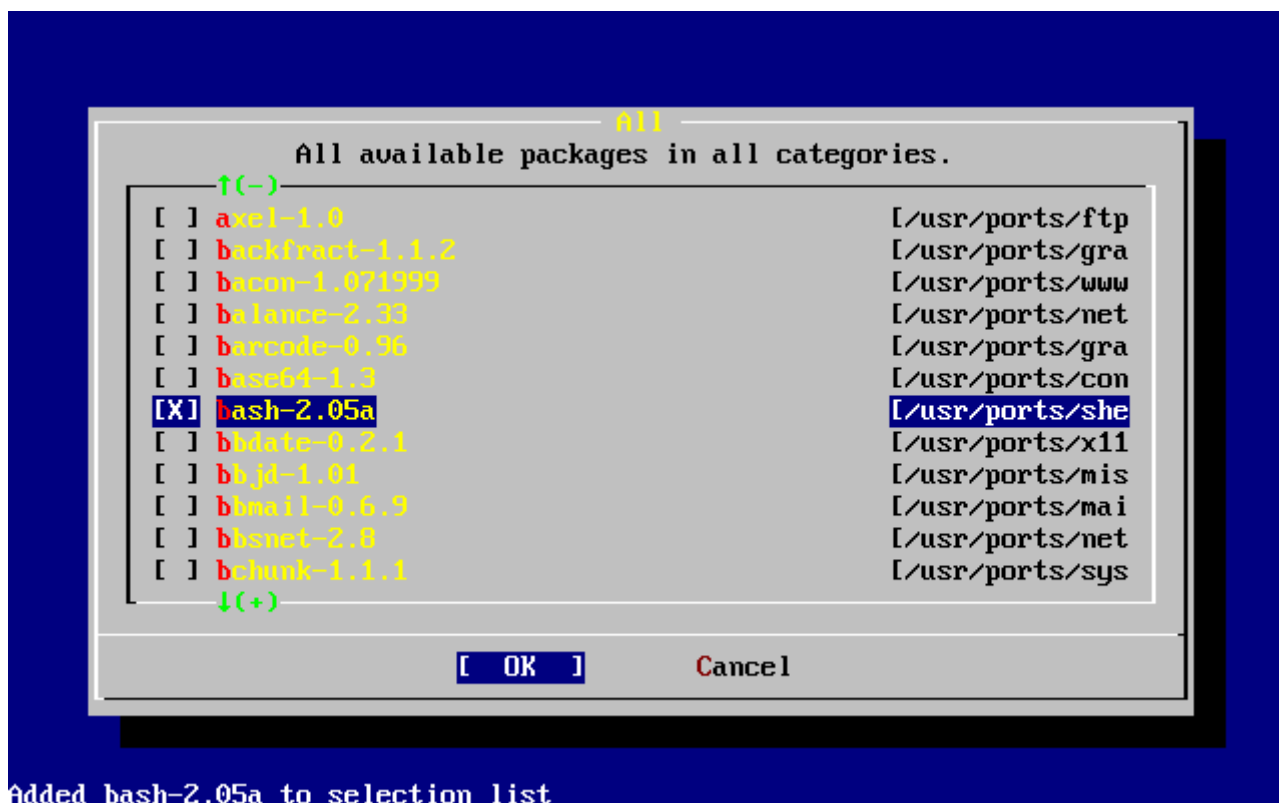 All
All available packages in all categories.
↑(-)
[ ] axel-1.0 [/usr/ports/ftp
[ ] backfract-1.1.2 [/usr/ports/gra
[ ] bacon-1.071999 [/usr/ports/www
[ ] balance-2.33 [/usr/ports/net
[ ] barcode-0.96 [/usr/ports/gra
[ ] base64-1.3 [/usr/ports/con
[X] bash-2.05a [/usr/ports/she
[ ] bbdate-0.2.1 [/usr/ports/x11
[ ] bbjd-1.01 [/usr/ports/mis
[ ] bbmail-0.6.9 [/usr/ports/mai
[ ] bbsnet-2.8 [/usr/ports/net
[ ] bchunk-1.1.1 [/usr/ports/sys
↓(+)
[ OK ] Cancel
Added bash-2.05a to selection list